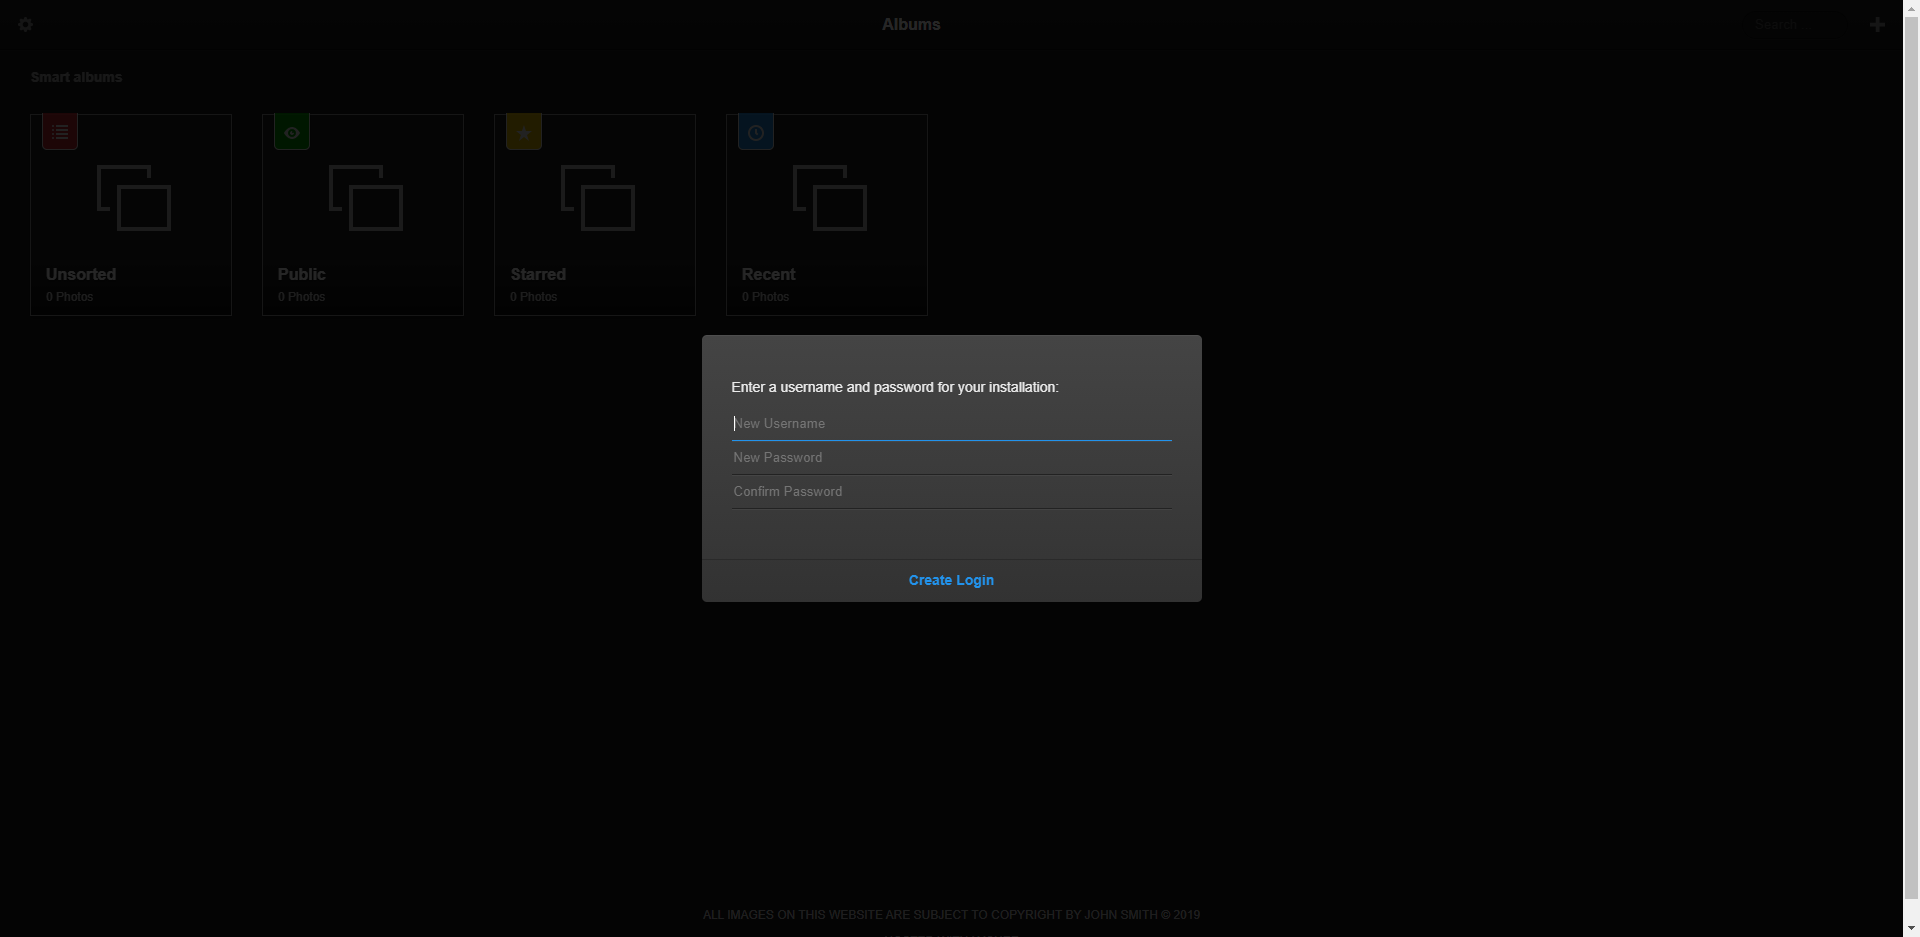 Albums
Search
Smart albums
Unsorted
0 Photos
Public
0 Photos
Starred
0 Photos
Recent
0 Photos
Enter a username and password for your installation:
New Username
New Password
Confirm Password
Create Login
ALL IMAGES ON THIS WEBSITE ARE SUBJECT TO COPYRIGHT BY JOHN SMITH © 2019